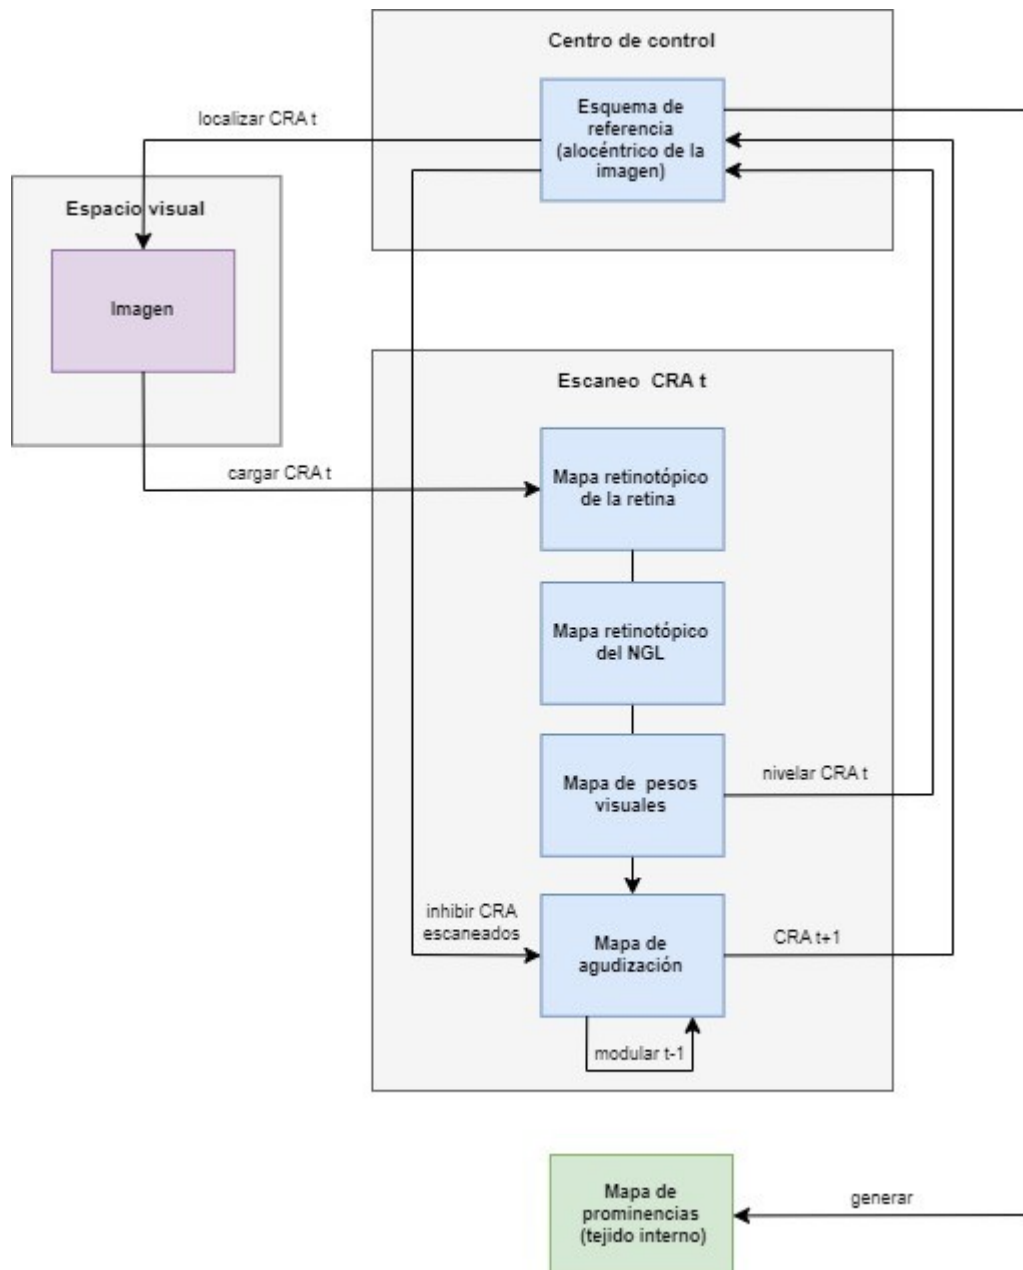 Centro de control
Esquema de
referencia
(alocéntrico de la
imagen)
localizar CRA t
Espacio visual
Imagen
Escaneo CRA t
cargar CRA t
Mapa retinotópico
de la retina
Mapa retinotópico
del NGL
Mapa de pesos
visuales
nivelar CRA t
inhibir CRA
escaneados
Mapa de
agudización
CRA t+1
modular t-1
Mapa de
prominencias
(tejido interno)
generar